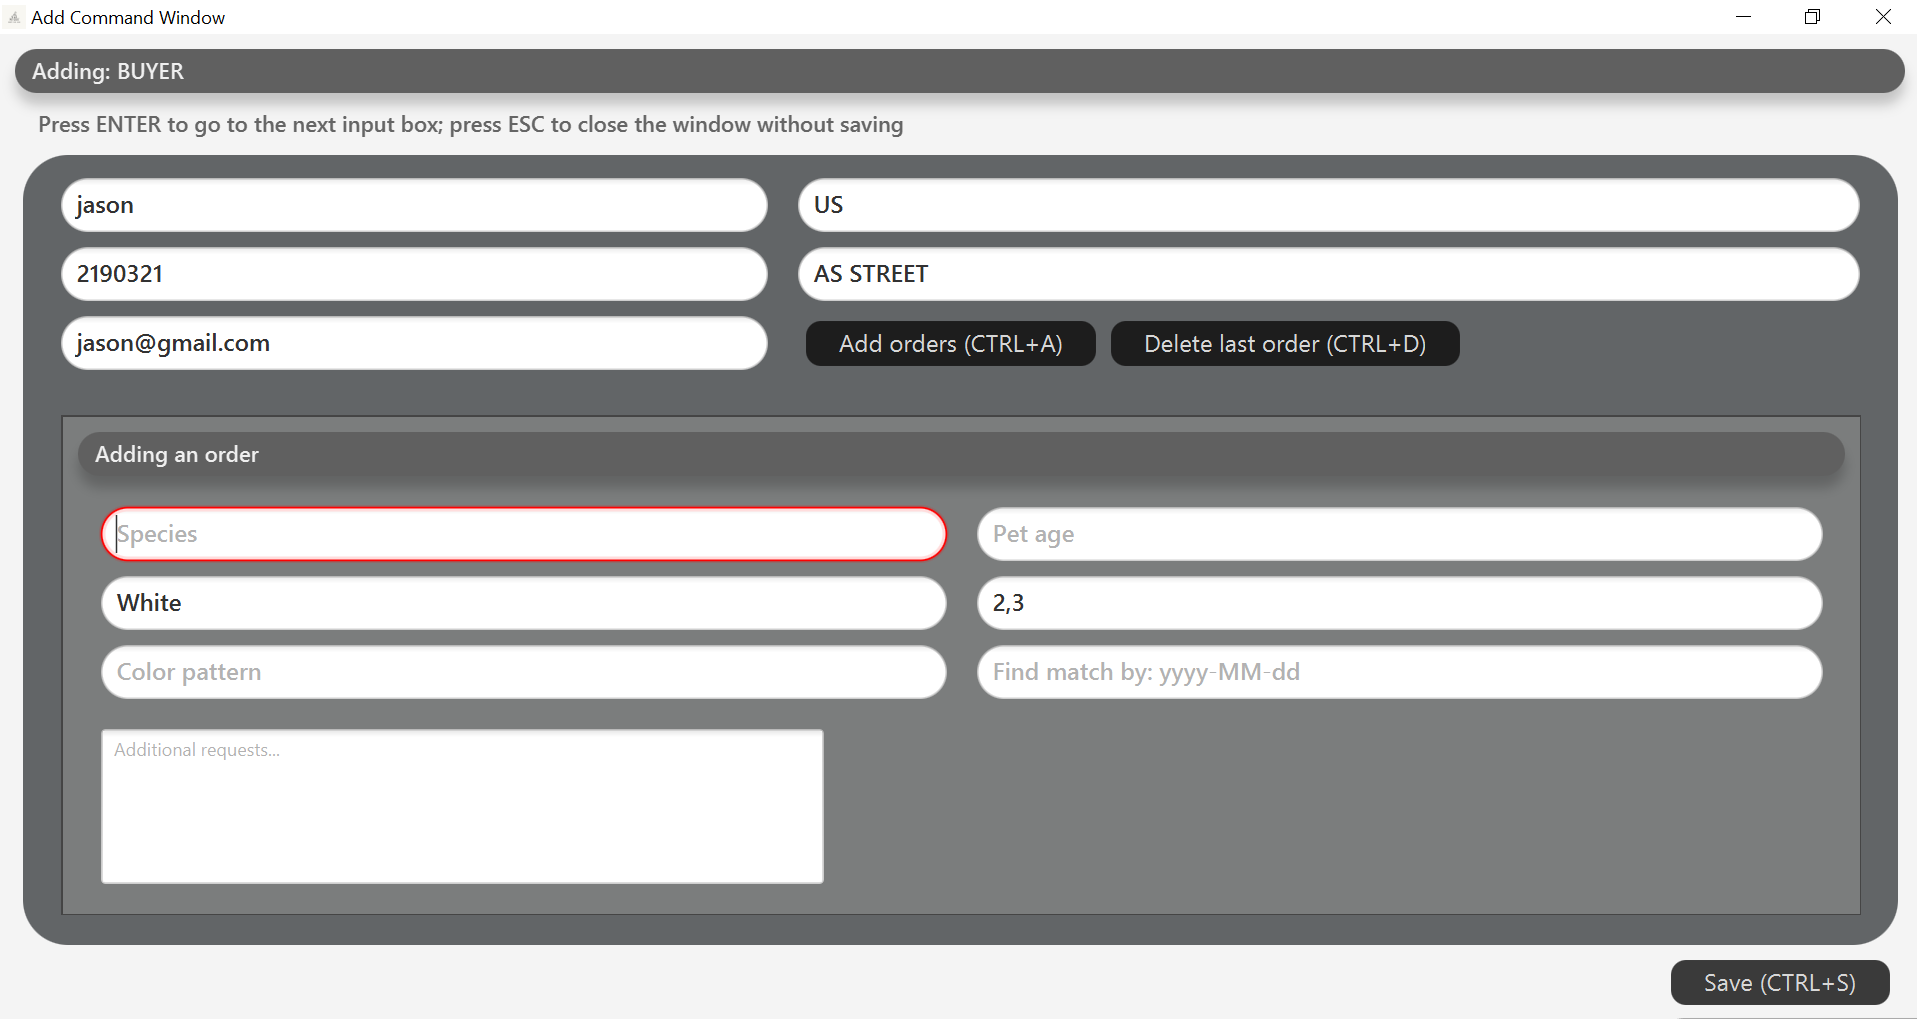 Add Command Window
Adding: BUYER
Press ENTER to go to the next input box; press ESC to close the window without saving
jason
US
2190321
AS STREET
jason@gmail.com
Add orders (CTRL+A)
Delete last order (CTRL+D)
Adding an order
Species
Pet age
White
2,3
Color pattern
Find match by: yyyy-MM-dd
Additional requests...
Save (CTRL+S)